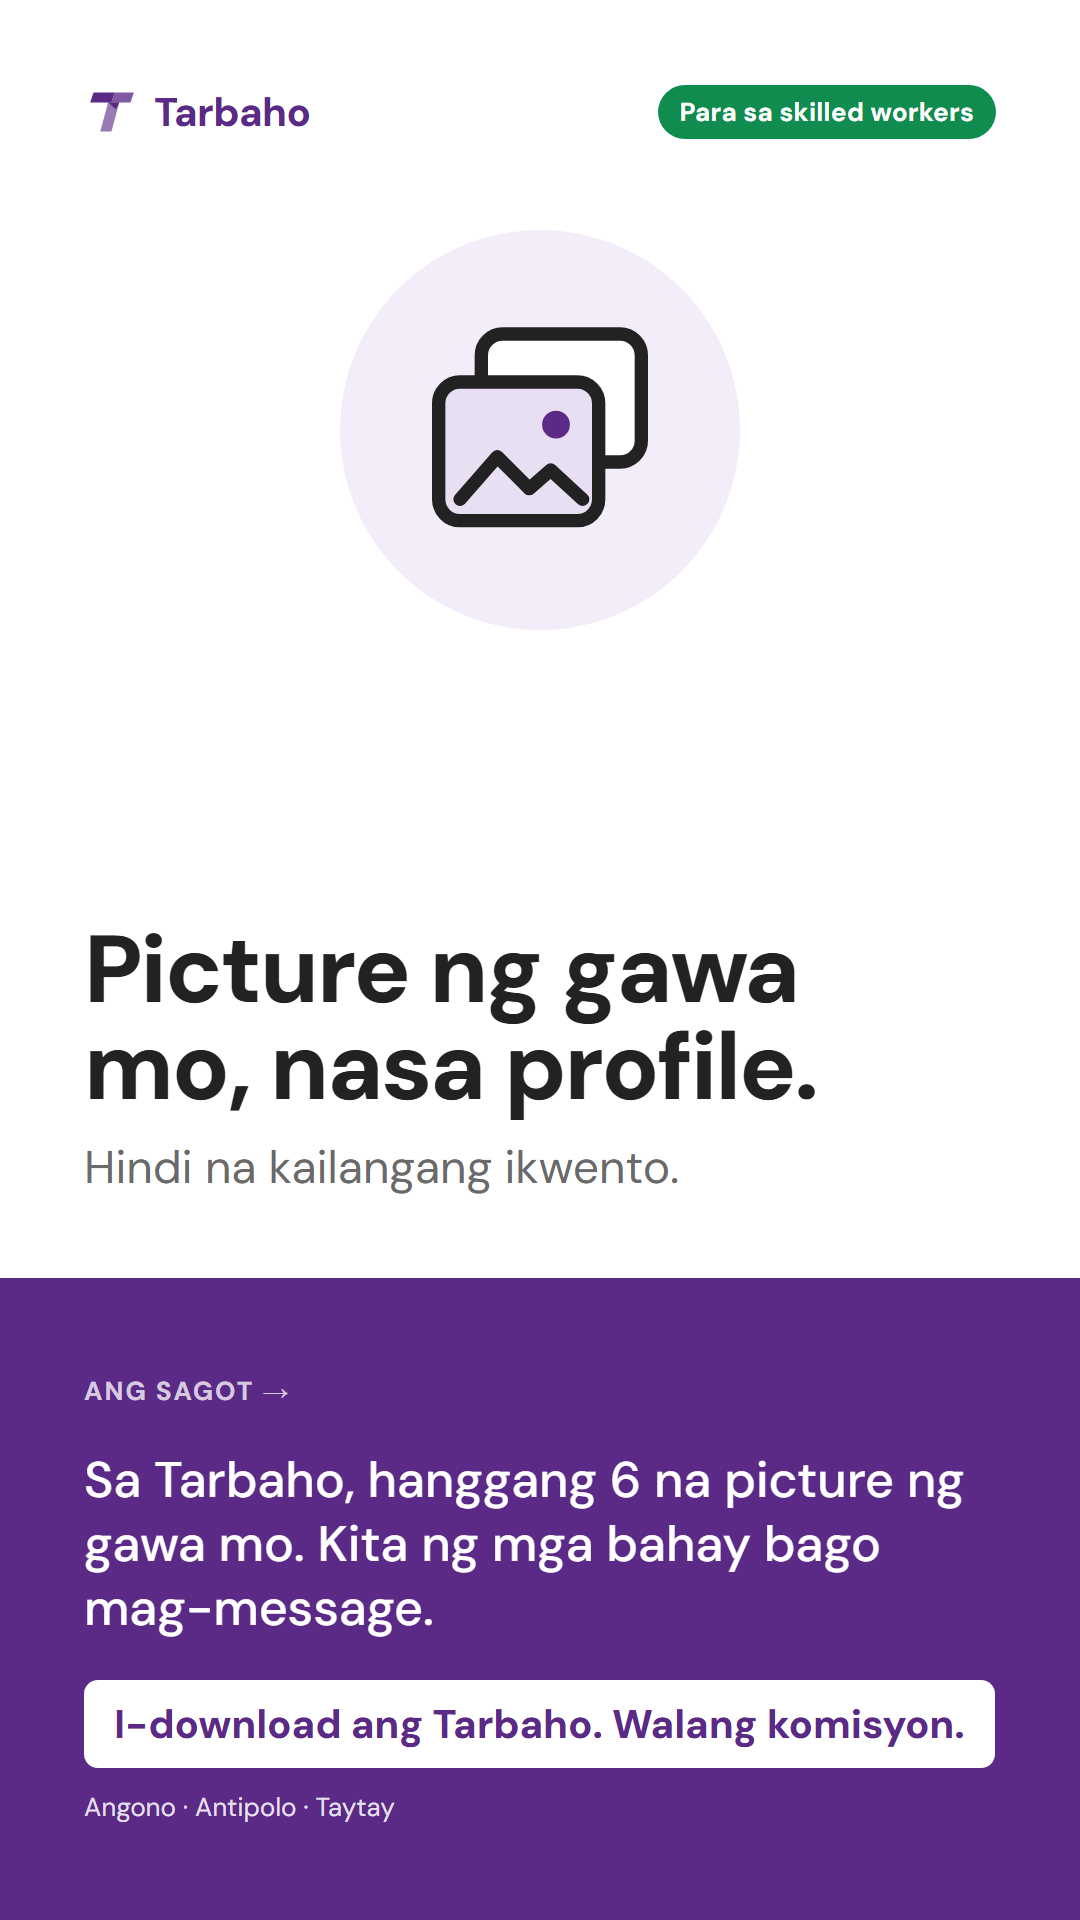 Tarbaho
Para sa skilled workers
Picture ng gawa
mo, nasa profile.
Hindi na kailangang ikwento.
ANG SAGOT →
Sa Tarbaho, hanggang 6 na picture ng
gawa mo. Kita ng mga bahay bago
mag-message.
I-download ang Tarbaho. Walang komisyon.
Angono · Antipolo · Taytay